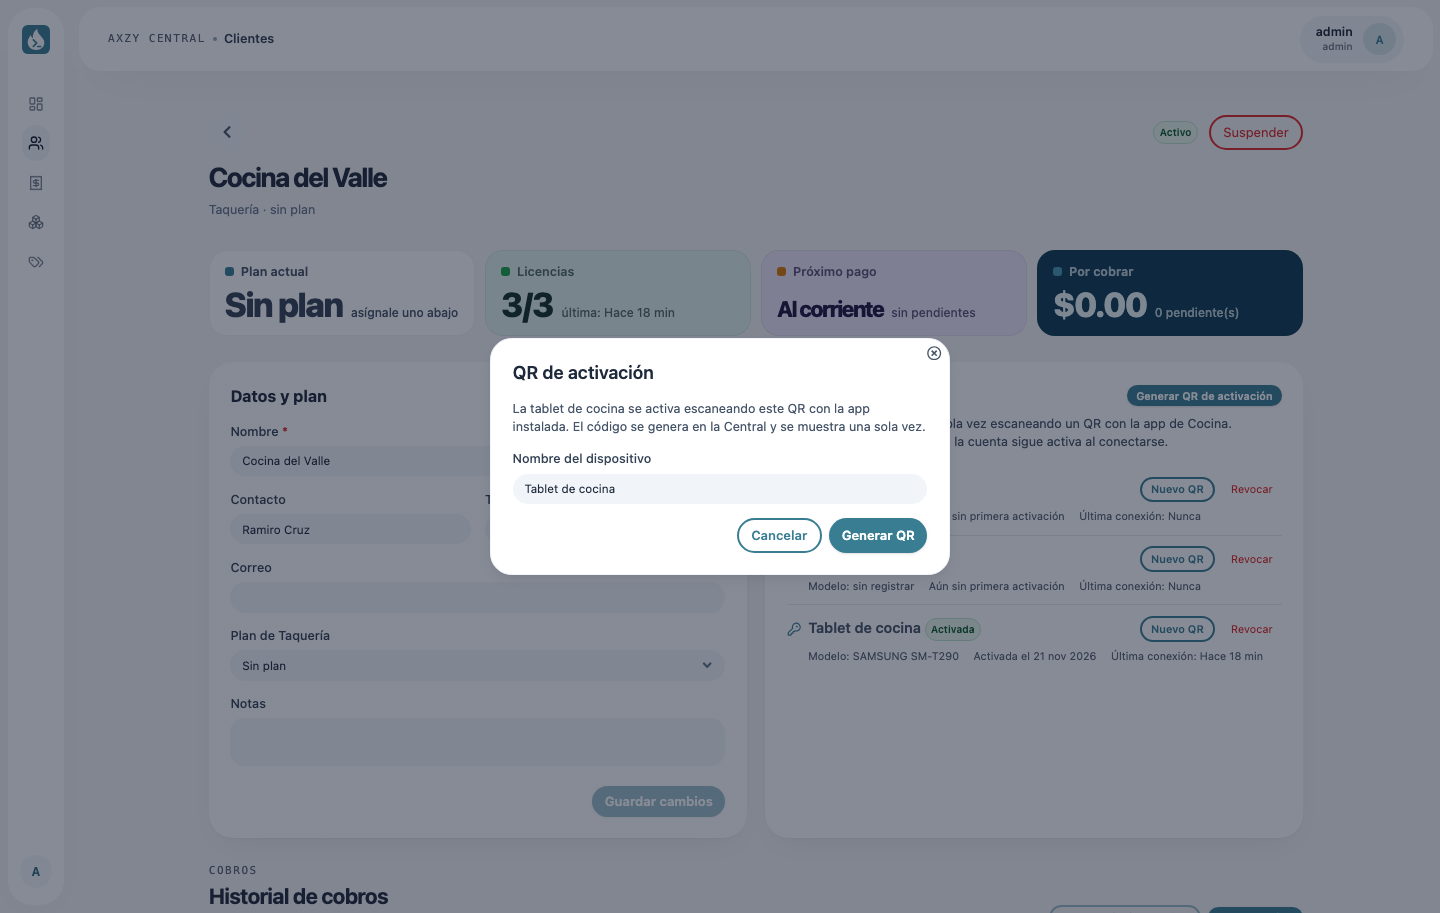 AXZY CENTRAL • Clientes
admin
admin
A
Activo
Suspender
Cocina del Valle
Taquería · sin plan
Plan actual
Sin plan asígnale uno abajo
Licencias
3/3 última: Hace 18 min
Próximo pago
Al corriente sin pendientes
Por cobrar
$0.00 0 pendiente(s)
QR de activación
La tablet de cocina se activa escaneando este QR con la app
instalada. El código se genera en la Central y se muestra una sola vez.
Nombre del dispositivo
Tablet de cocina
Cancelar
Generar QR
Datos y plan
Nombre *
Cocina del Valle
Contacto
Ramiro Cruz
Correo
Plan de Taquería
Sin plan
Notas
Guardar cambios
Generar QR de activación
vez escaneando un QR con la app de Cocina.
la cuenta sigue activa al conectarse.
Nuevo QR
Revocar
sin primera activación Última conexión: Nunca
Nuevo QR
Revocar
Modelo: sin registrar Aún sin primera activación Última conexión: Nunca
Tablet de cocina Activada
Nuevo QR
Revocar
Modelo: SAMSUNG SM-T290 Activada el 21 nov 2026 Última conexión: Hace 18 min
A
COBROS
Historial de cobros